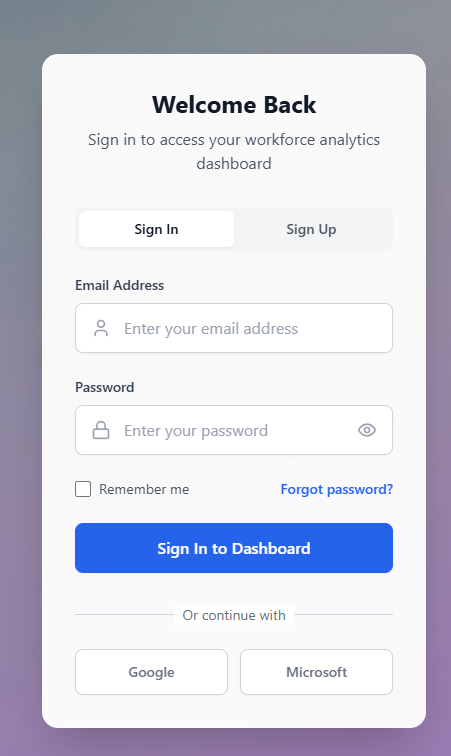 Welcome Back
Sign in to access your workforce analytics
dashboard
Sign In
Sign Up
Email Address
Enter your email address
Password
Enter your password
Remember me
Forgot password?
Sign In to Dashboard
Or continue with
Google
Microsoft